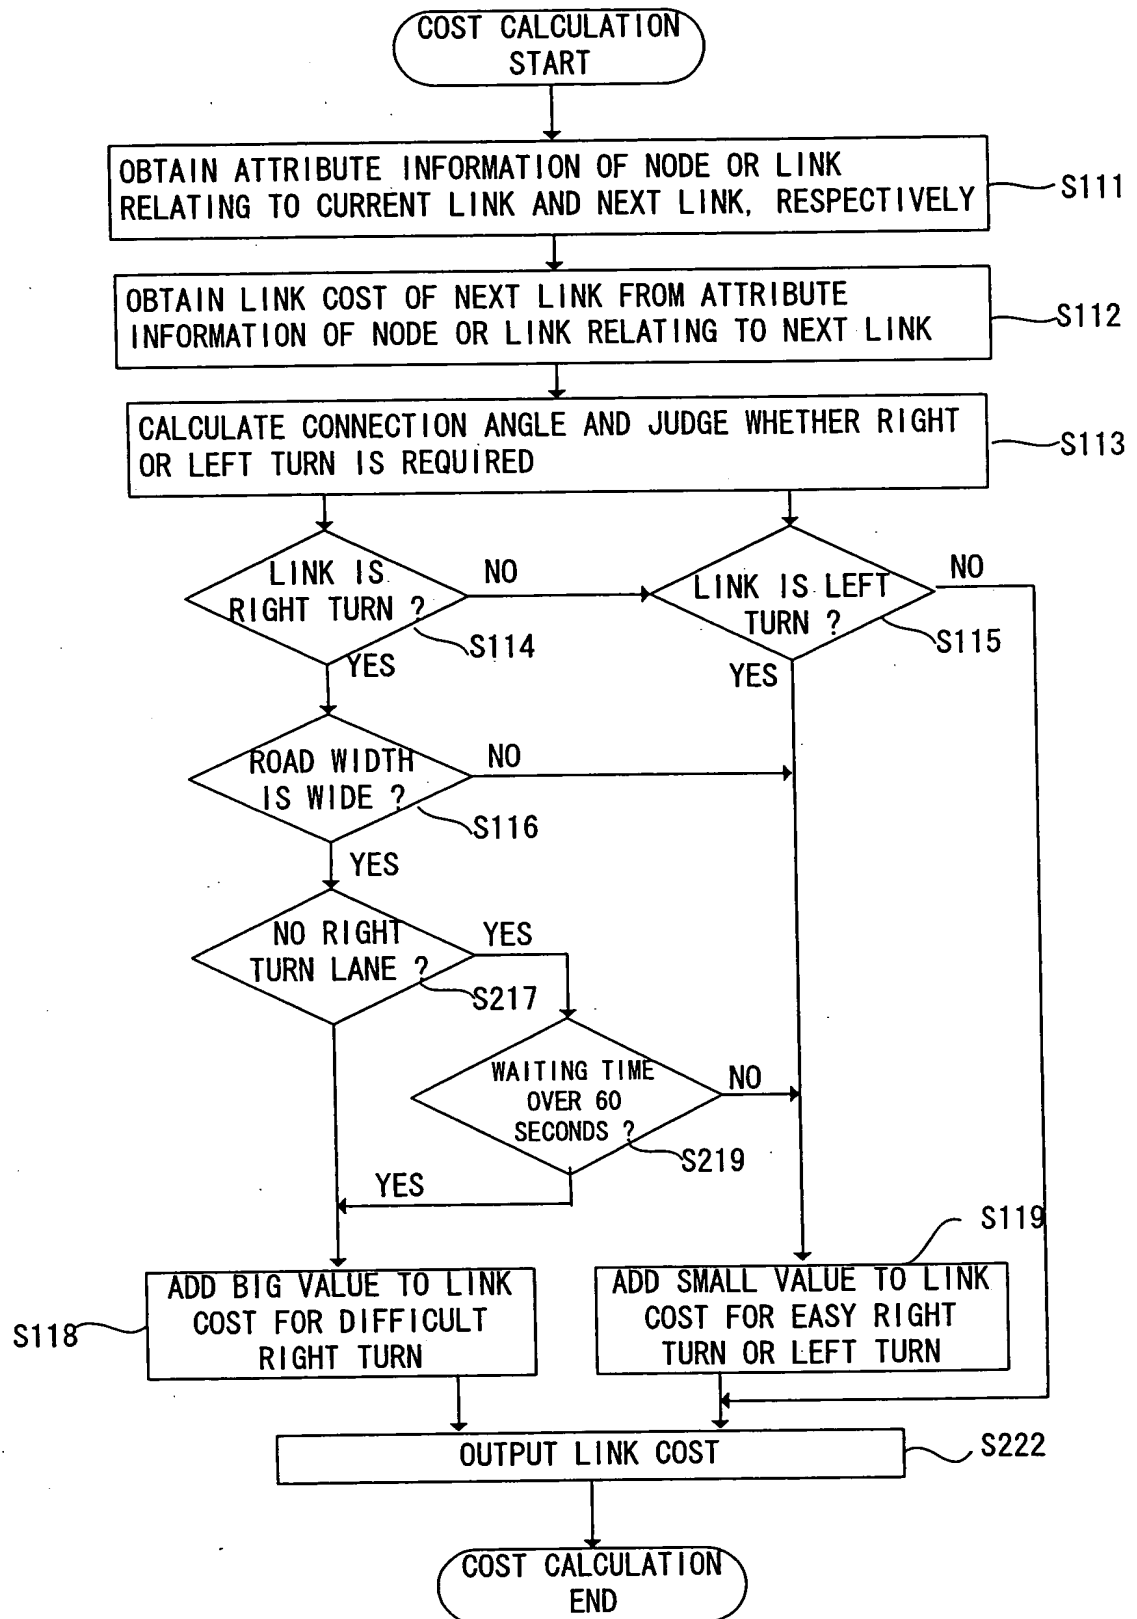 COST CALCULATION
START
OBTAIN ATTRIBUTE INFORMATION OF NODE OR LINK
RELATING TO CURRENT LINK AND NEXT LINK, RESPECTIVELY
S111
OBTAIN LINK COST OF NEXT LINK FROM ATTRIBUTE
INFORMATION OF NODE OR LINK RELATING TO NEXT LINK
S112
CALCULATE CONNECTION ANGLE AND JUDGE WHETHER RIGHT
OR LEFT TURN IS REQUIRED
S113
LINK IS
RIGHT TURN ?
NO
S114
YES
LINK IS LEFT
TURN ?
NO
S115
YES
ROAD WIDTH
IS WIDE ?
NO
S116
YES
NO RIGHT
TURN LANE ?
YES
S217
WAITING TIME
OVER 60
SECONDS ?
NO
S219
YES
S119
ADD BIG VALUE TO LINK
COST FOR DIFFICULT
RIGHT TURN
S118
ADD SMALL VALUE TO LINK
COST FOR EASY RIGHT
TURN OR LEFT TURN
OUTPUT LINK COST
S222
COST CALCULATION
END